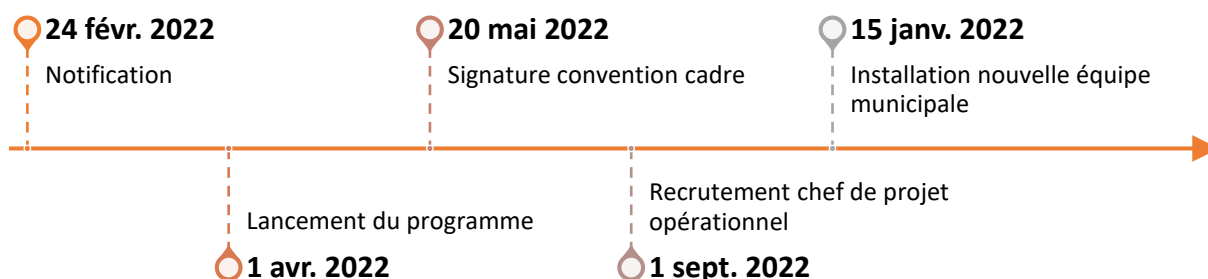 24 févr. 2022
Notification
20 mai 2022
Signature convention cadre
15 janv. 2022
Installation nouvelle équipe
municipale
Lancement du programme
1 avr. 2022
Recrutement chef de projet
opérationnel
1 sept. 2022